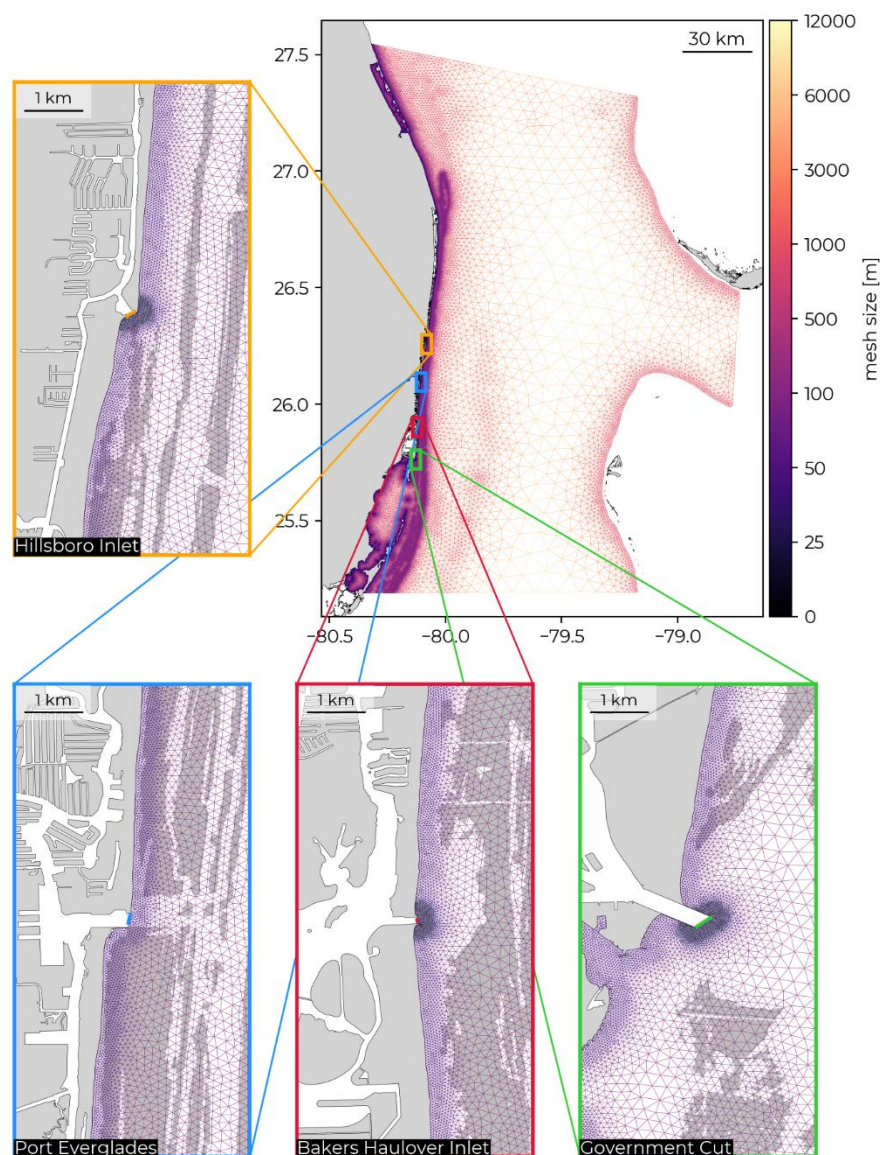 1 km
Hillsboro Inlet
27.5
27.0
26.5
26.0
25.5
−80.5
−80.0
−79.5
−79.0
30 km
12000
6000
3000
1000
500
100
50
25
0
mesh size [m]
1 km
Port Everglades
1 km
Bakers Haulover Inlet
1 km
Government Cut